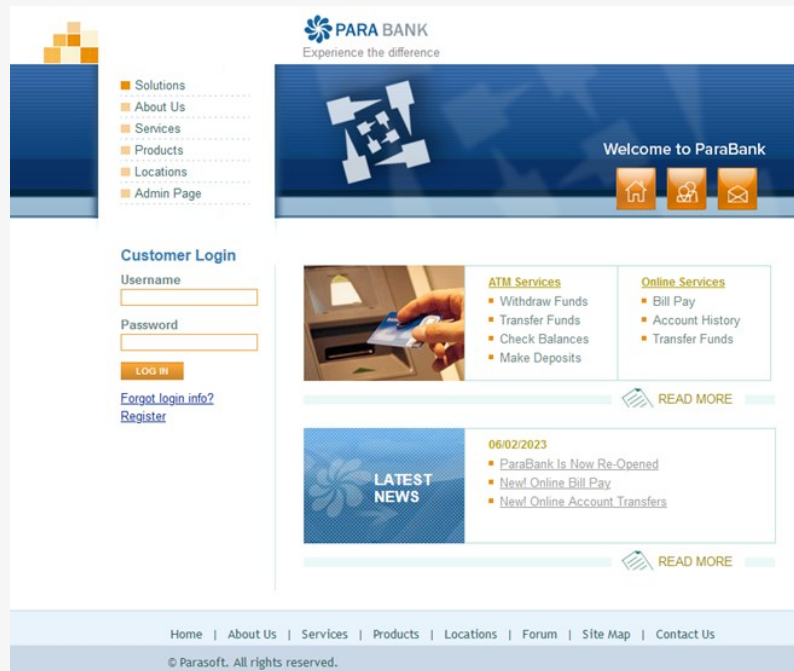 PARA BANK
Experience the difference
Solutions
About Us
Services
Products
Locations
Admin Page
Welcome to ParaBank
Customer Login
Username
Password
LOG IN
Forgot login info?
Register
ATM Services
Withdraw Funds
Transfer Funds
Check Balances
Make Deposits
Online Services
Bill Pay
Account History
Transfer Funds
READ MORE
LATEST
NEWS
06/02/2023
ParaBank Is Now Re-Opened
New! Online Bill Pay
New! Online Account Transfers
READ MORE
Home | About Us | Services | Products | Locations | Forum | Site Map | Contact Us
© Parasoft. All rights reserved.